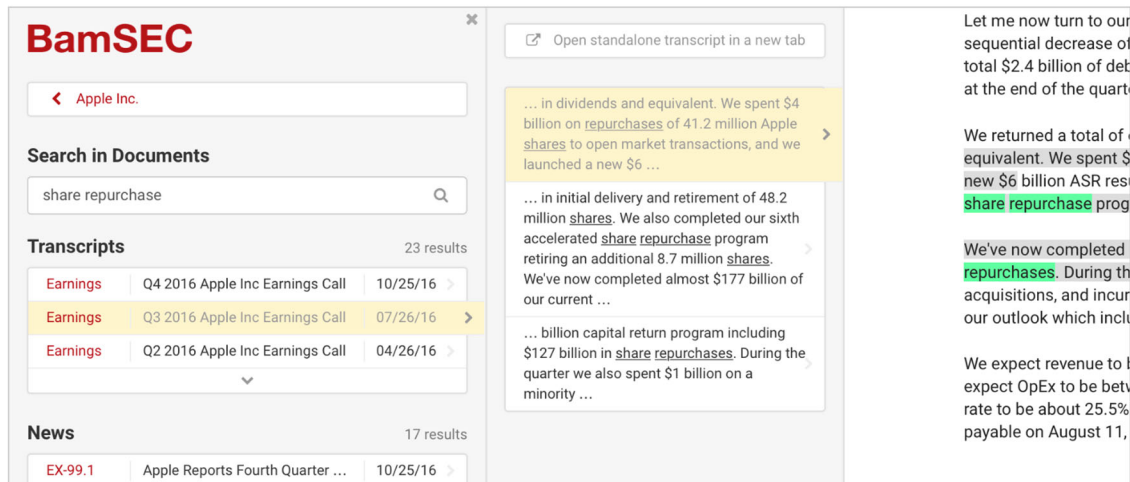 BamSEC
Apple Inc.
Search in Documents
share repurchase
Transcripts 23 results
Earnings Q4 2016 Apple Inc Earnings Call 10/25/16
Earnings Q3 2016 Apple Inc Earnings Call 07/26/16
Earnings Q2 2016 Apple Inc Earnings Call 04/26/16
News 17 results
EX-99.1 Apple Reports Fourth Quarter ... 10/25/16
Open standalone transcript in a new tab
... in dividends and equivalent. We spent $4
billion on repurchases of 41.2 million Apple
shares to open market transactions, and we
launched a new $6 ...
... in initial delivery and retirement of 48.2
million shares. We also completed our sixth
accelerated share repurchase program
retiring an additional 8.7 million shares.
We've now completed almost $177 billion of
our current ...
... billion capital return program including
$127 billion in share repurchases. During the
quarter we also spent $1 billion on a
minority ...
Let me now turn to our
sequential decrease of
total $2.4 billion of
at the end of the
We returned a total of
equivalent. We spent $
new $6 billion ASR
share repurchase
We've now completed
repurchases. During
acquisitions, and incur
our outlook which
We expect revenue to
expect OpEx to be
rate to be about 25.5%
payable on August 11,